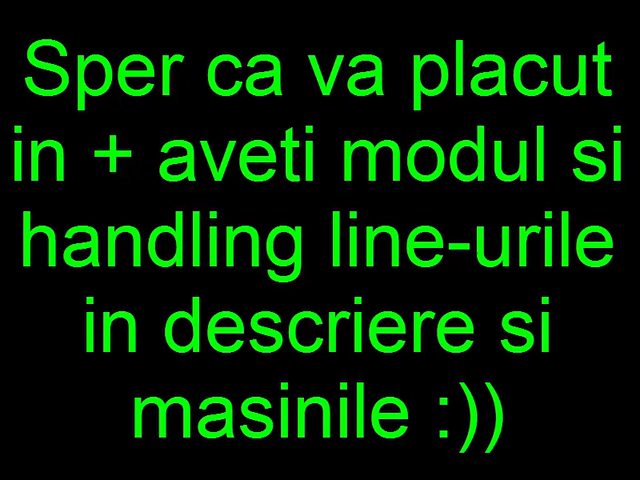 Sper ca va placut
in + aveti modul si
handling line-urile
in descriere si
masinile :))